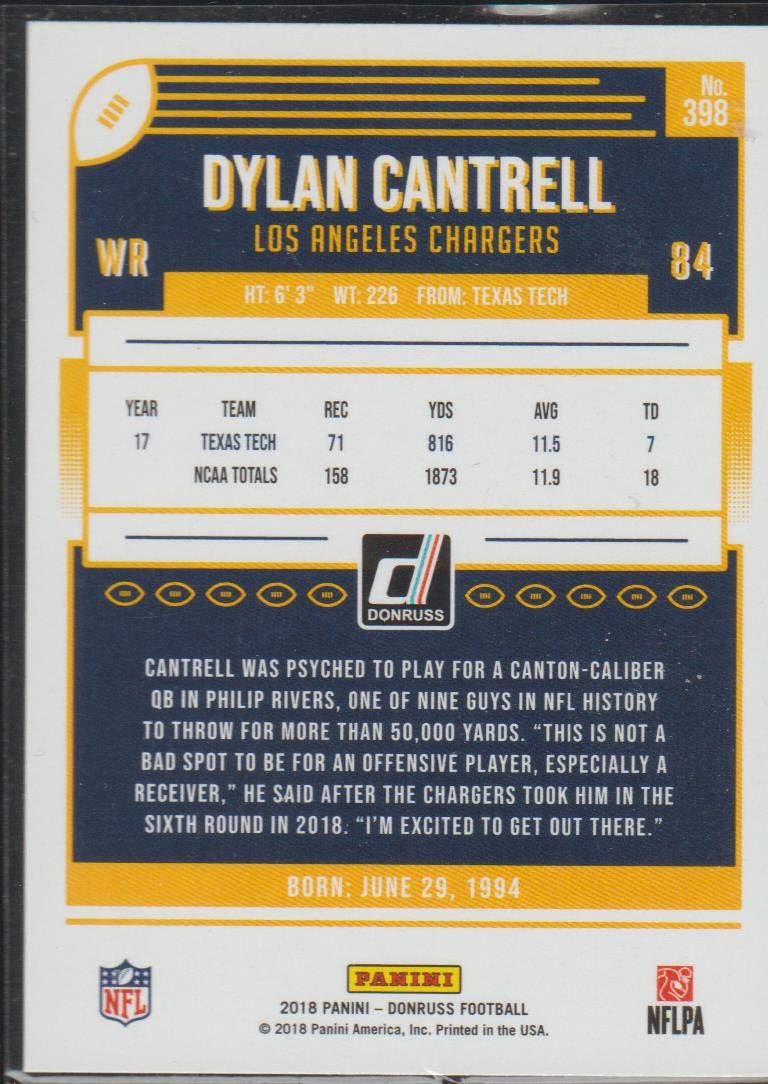 No.
398
DYLAN CANTRELL
LOS ANGELES CHARGERS
WR
84
HT: 6' 3" WT: 226 FROM: TEXAS TECH
YEAR TEAM REC YDS AVG TD
17 TEXAS TECH 71 816 11.5 7
NCAA TOTALS 158 1873 11.9 18
d
DONRUSS
CANTRELL WAS PSYCHED TO PLAY FOR A CANTON-CALIBER
QB IN PHILIP RIVERS, ONE OF NINE GUYS IN NFL HISTORY
TO THROW FOR MORE THAN 50,000 YARDS. “THIS IS NOT A
BAD SPOT TO BE FOR AN OFFENSIVE PLAYER, ESPECIALLY A
RECEIVER,” HE SAID AFTER THE CHARGERS TOOK HIM IN THE
SIXTH ROUND IN 2018. “I’M EXCITED TO GET OUT THERE.”
BORN: JUNE 29, 1994
NFL
PANINI
2018 PANINI – DONRUSS FOOTBALL
© 2018 Panini America, Inc. Printed in the USA.
NFLPA